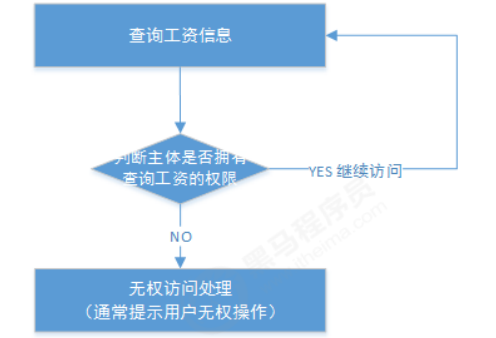 查询工资信息
判断主体是否拥有
查询工资的权限
YES 继续访问
NO
无权访问处理
（通常提示用户无权操作）
黑马程序员